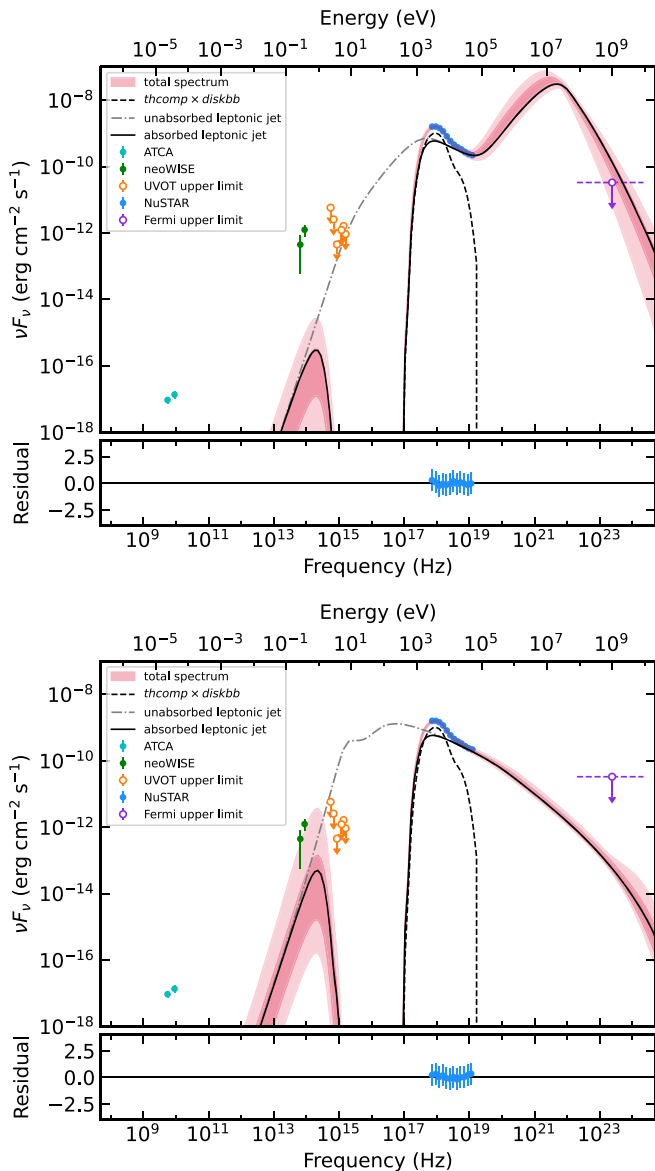 Energy (eV)
10⁻⁵ 10⁻³ 10⁻¹ 10¹ 10³ 10⁵ 10⁷ 10⁹
total spectrum
thcomp × diskbb
unabsorbed leptonic jet
absorbed leptonic jet
ATCA
neoWISE
UVOT upper limit
NuSTAR
Fermi upper limit
νFν (erg cm⁻² s⁻¹)
10⁻⁸
10⁻¹⁰
10⁻¹²
10⁻¹⁴
10⁻¹⁶
10⁻¹⁸
Residual
2.5
0.0
−2.5
10⁹ 10¹¹ 10¹³ 10¹⁵ 10¹⁷ 10¹⁹ 10²¹ 10²³
Frequency (Hz)
Energy (eV)
10⁻⁵ 10⁻³ 10⁻¹ 10¹ 10³ 10⁵ 10⁷ 10⁹
total spectrum
thcomp × diskbb
unabsorbed leptonic jet
absorbed leptonic jet
ATCA
neoWISE
UVOT upper limit
NuSTAR
Fermi upper limit
νFν (erg cm⁻² s⁻¹)
10⁻⁸
10⁻¹⁰
10⁻¹²
10⁻¹⁴
10⁻¹⁶
10⁻¹⁸
Residual
2.5
0.0
−2.5
10⁹ 10¹¹ 10¹³ 10¹⁵ 10¹⁷ 10¹⁹ 10²¹ 10²³
Frequency (Hz)